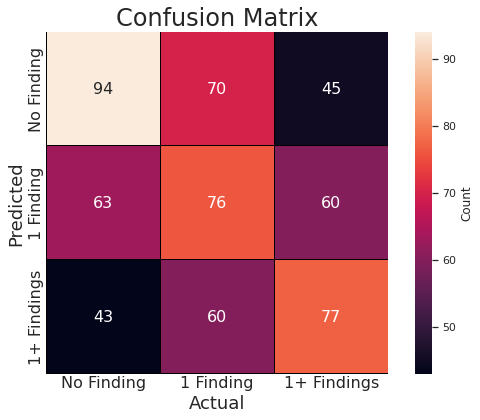 Confusion Matrix
No Finding
94 70 45
1 Finding
63 76 60
1+ Findings
43 60 77
Predicted
No Finding 1 Finding 1+ Findings
Actual
90
80
70
60
50
Count